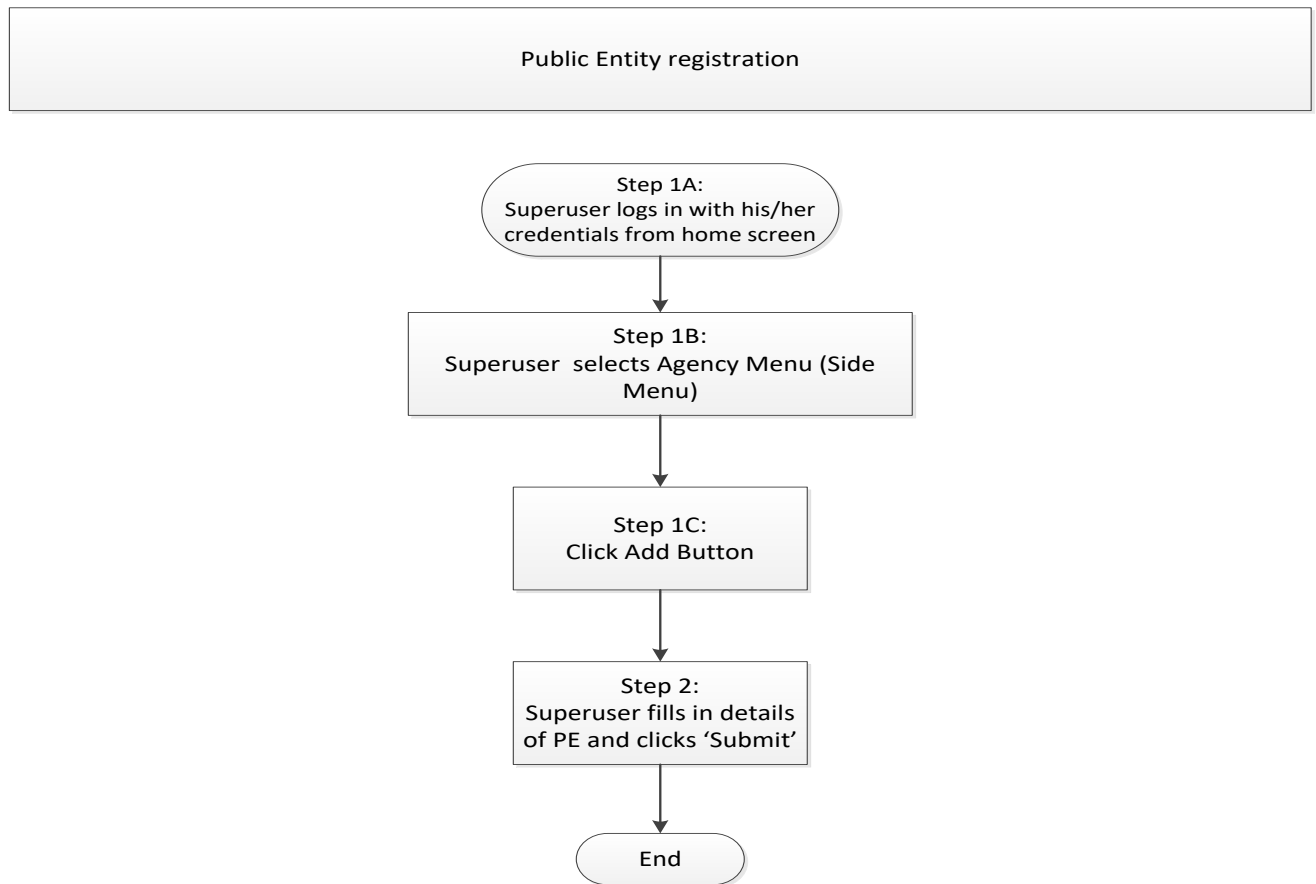 Public Entity registration
Step 1A:
Superuser logs in with his/her
credentials from home screen
Step 1B:
Superuser  selects Agency Menu (Side
Menu)
Step 1C:
Click Add Button
Step 2:
Superuser fills in details
of PE and clicks ‘Submit’
End